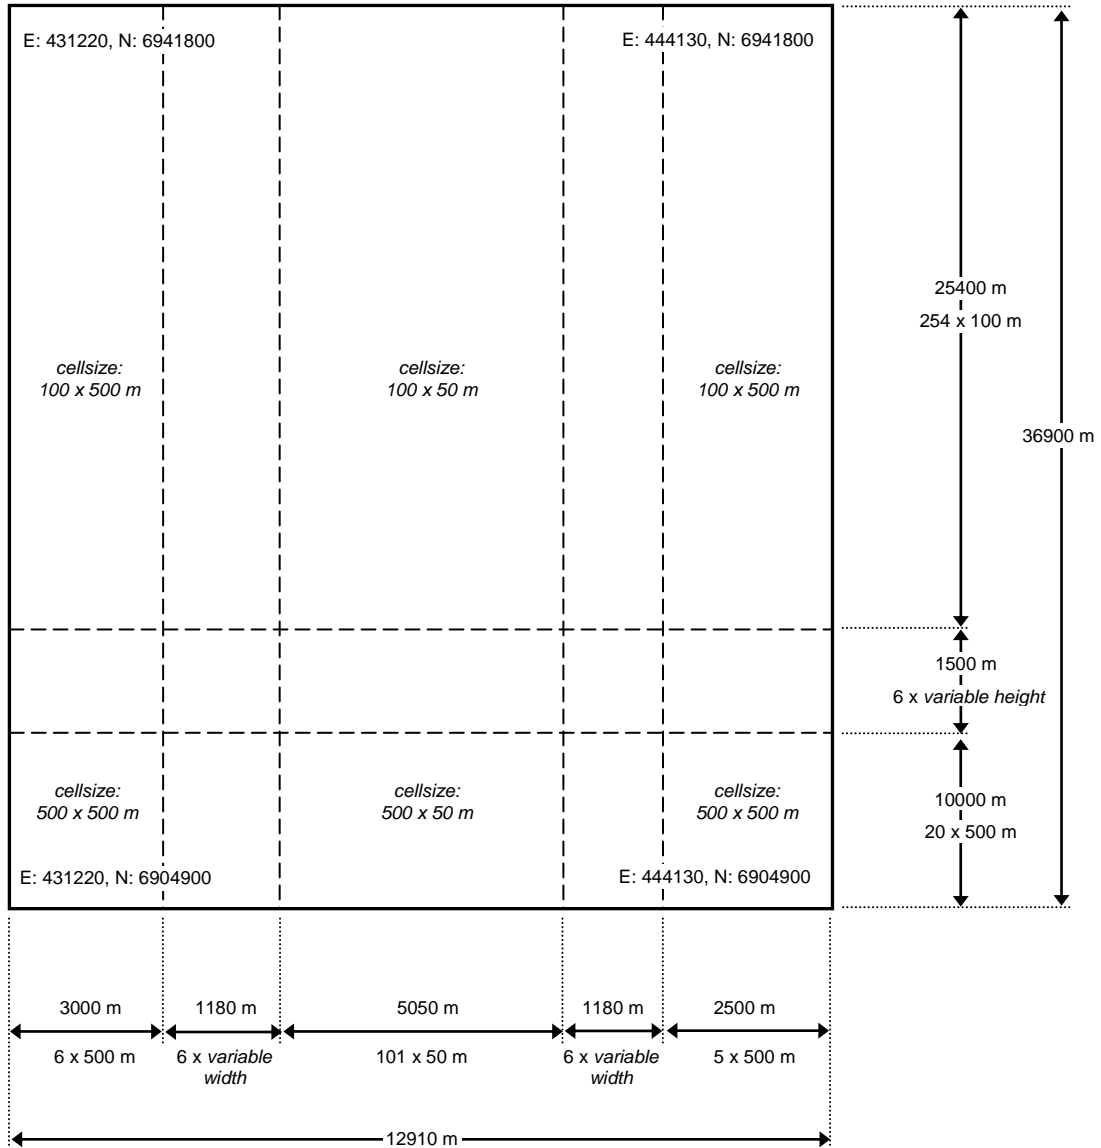 E: 431220, N: 6941800
E: 444130, N: 6941800
25400 m
254 x 100 m
cellsize:
100 x 500 m
cellsize:
100 x 50 m
cellsize:
100 x 500 m
36900 m
1500 m
6 x variable height
cellsize:
500 x 500 m
cellsize:
500 x 50 m
cellsize:
500 x 500 m
10000 m
20 x 500 m
E: 431220, N: 6904900
E: 444130, N: 6904900
3000 m
1180 m
5050 m
1180 m
2500 m
6 x 500 m
6 x variable
width
101 x 50 m
6 x variable
width
5 x 500 m
12910 m